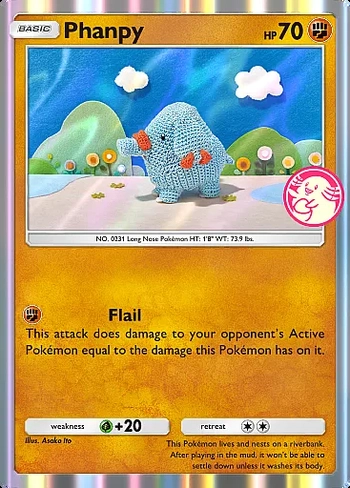 BASIC Phanpy HP 70
NO. 0231 Long Nose Pokémon HT: 1'8" WT: 73.9 lbs.
Flail
This attack does damage to your opponent's Active
Pokémon equal to the damage this Pokémon has on it.
weakness +20 retreat
Illus. Asako Ito
This Pokémon lives and nests on a riverbank.
After playing in the mud, it won't be able to
settle down unless it washes its body.